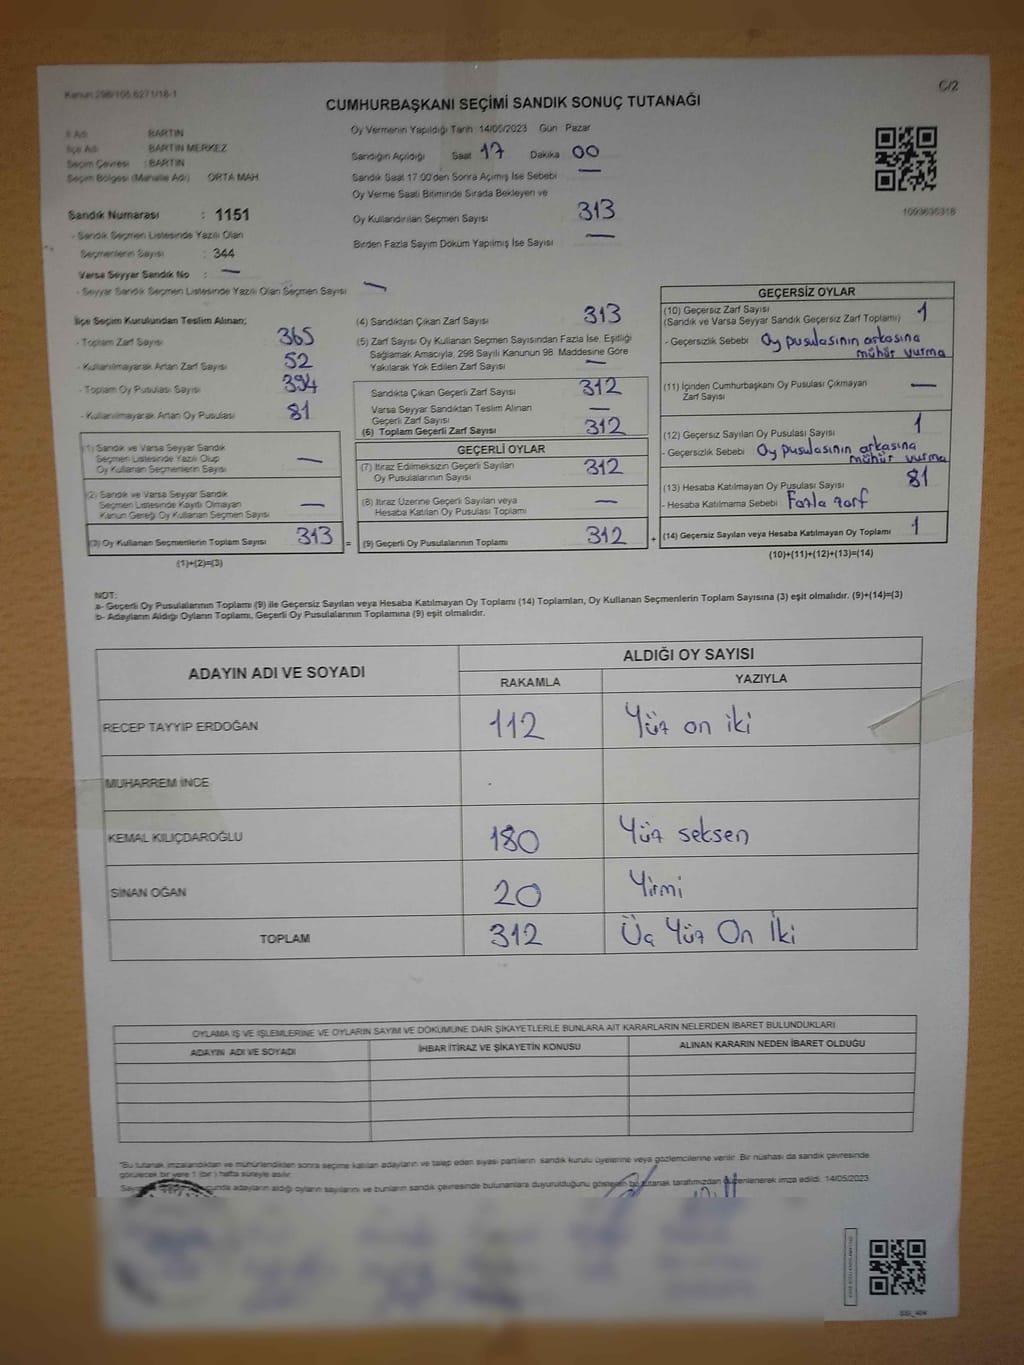 Kanun:298/105,6271/18-1
C/2
CUMHURBAŞKANI SEÇİMİ SANDIK SONUÇ TUTANAĞI
İl Adı BARTIN
İlçe Adı BARTIN MERKEZ
Seçim Çevresi : BARTIN
Seçim Bölgesi (Mahalle Adı) ORTA MAH.
Sandık Numarası : 1151
- Sandık Seçmen Listesinde Yazılı Olan
Seçmenlerin Sayısı : 344
Varsa Seyyar Sandık No : —
- Seyyar Sandık Seçmen Listesinde Yazılı Olan Seçmen Sayısı —
Oy Vermenin Yapıldığı Tarih 14/05/2023 Gün Pazar
Sandığın Açıldığı Saat 17 Dakika 00
Sandık Saat 17:00'den Sonra Açımış İse Sebebi —
Oy Verme Saati Bitiminde Sırada Bekleyen ve
Oy Kullandırılan Seçmen Sayısı 313
Birden Fazla Sayım Döküm Yapılmış İse Sayısı —
1093635318
İlçe Seçim Kurulundan Teslim Alınan;
- Toplam Zarf Sayısı 365
- Kullanılmayarak Artan Zarf Sayısı 52
- Toplam Oy Pusulası Sayısı 394
- Kullanılmayarak Artan Oy Pusulası 81
(1) Sandık ve Varsa Seyyar Sandık
Seçmen Listesinde Yazılı Olup
Oy Kullanan Seçmenlerin Sayısı —
(2) Sandık ve Varsa Seyyar Sandık
Seçmen Listesinde Kayıtlı Olmayan
Kanun Gereği Oy Kullanan Seçmen Sayısı —
(3) Oy Kullanan Seçmenlerin Toplam Sayısı 313 =
(1)+(2)=(3)
(4) Sandıktan Çıkan Zarf Sayısı 313
(5) Zarf Sayısı Oy Kullanan Seçmen Sayısından Fazla İse, Eşitliği
Sağlamak Amacıyla, 298 Sayılı Kanunun 98. Maddesine Göre
Yakılarak Yok Edilen Zarf Sayısı —
Sandıkta Çıkan Geçerli Zarf Sayısı 312
Varsa Seyyar Sandıktan Teslim Alınan
Geçerli Zarf Sayısı —
(6) Toplam Geçerli Zarf Sayısı 312
GEÇERLİ OYLAR
(7) İtiraz Edilmeksizin Geçerli Sayılan
Oy Pusulalarının Sayısı 312
(8) İtiraz Üzerine Geçerli Sayılan veya
Hesaba Katılan Oy Pusulası Toplamı —
(9) Geçerli Oy Pusulalarının Toplamı 312 +
GEÇERSİZ OYLAR
(10) Geçersiz Zarf Sayısı 1
(Sandık ve Varsa Seyyar Sandık Geçersiz Zarf Toplamı)
- Geçersizlik Sebebi Oy pusulasının arkasına
mühür vurma
(11) İçinden Cumhurbaşkanı Oy Pusulası Çıkmayan
Zarf Sayısı —
(12) Geçersiz Sayılan Oy Pusulası Sayısı 1
- Geçersizlik Sebebi Oy pusulasının arkasına
mühür vurma
(13) Hesaba Katılmayan Oy Pusulası Sayısı 81
- Hesaba Katılmama Sebebi Fazla zarf
(14) Geçersiz Sayılan veya Hesaba Katılmayan Oy Toplamı 1
(10)+(11)+(12)+(13)=(14)
NOT:
a- Geçerli Oy Pusulalarının Toplamı (9) ile Geçersiz Sayılan veya Hesaba Katılmayan Oy Toplamı (14) Toplamları, Oy Kullanan Seçmenlerin Toplam Sayısına (3) eşit olmalıdır. (9)+(14)=(3)
b- Adayların Aldığı Oyların Toplamı, Geçerli Oy Pusulalarının Toplamına (9) eşit olmalıdır.
ADAYIN ADI VE SOYADI
ALDIĞI OY SAYISI
RAKAMLA YAZIYLA
RECEP TAYYİP ERDOĞAN 112 Yüz on iki
MUHARREM İNCE -
KEMAL KILIÇDAROĞLU 180 Yüz seksen
SİNAN OĞAN 20 Yirmi
TOPLAM 312 Üç Yüz On İki
OYLAMA İŞ VE İŞLEMLERİNE VE OYLARIN SAYIM VE DÖKÜMÜNE DAİR ŞİKAYETLERLE BUNLARA AİT KARARLARIN NELERDEN İBARET BULUNDUKLARI
ADAYIN ADI VE SOYADI İHBAR İTİRAZ VE ŞİKAYETİN KONUSU ALINAN KARARIN NEDEN İBARET OLDUĞU
"Bu tutanak imzalandıktan ve mühürlendikten sonra seçime katılan adayların ve talep eden siyasi partilerin sandık kurulu üyelerine veya gözlemcilerine verilir. Bir nüshası da sandık çevresinde
görülecek bir yere 1 (bir) hafta süreyle asılır.
adayların aldığı oyların sayılarını ve bunların sandık çevresinde bulunanlara duyurulduğunu gösteren bu tutanak tarafımızdan düzenlenerek imza edildi. 14/05/2023